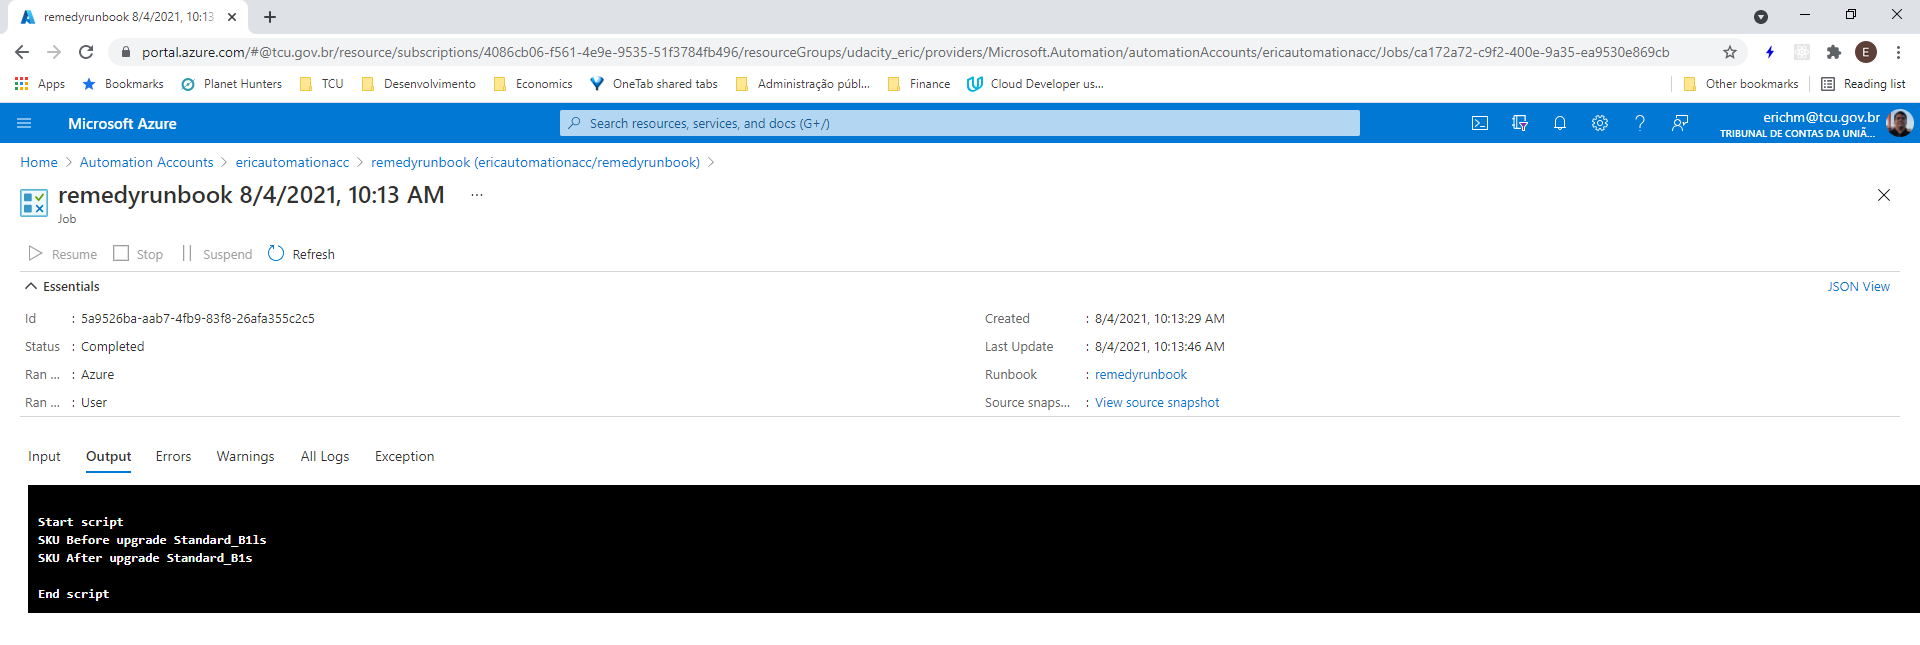 remedyrunbook 8/4/2021, 10:13
portal.azure.com/#@tcu.gov.br/resource/subscriptions/4086cb06-f561-4e9e-9535-51f3784fb496/resourceGroups/udacity_eric/providers/Microsoft.Automation/automationAccounts/ericautomationacc/Jobs/ca172a72-c9f2-400e-9a35-ea9530e869cb
E
Apps Bookmarks Planet Hunters TCU Desenvolvimento Economics OneTab shared tabs Administração públ... Finance Cloud Developer us... Other bookmarks Reading list
Microsoft Azure
Search resources, services, and docs (G+/)
erichm@tcu.gov.br
TRIBUNAL DE CONTAS DA UNIÃ...
Home > Automation Accounts > ericautomationacc > remedyrunbook (ericautomationacc/remedyrunbook) >
remedyrunbook 8/4/2021, 10:13 AM ...
Job
Resume Stop Suspend Refresh
Essentials JSON View
Id : 5a9526ba-aab7-4fb9-83f8-26afa355c2c5 Created : 8/4/2021, 10:13:29 AM
Status : Completed Last Update : 8/4/2021, 10:13:46 AM
Ran ... : Azure Runbook : remedyrunbook
Ran ... : User Source snaps... : View source snapshot
Input Output Errors Warnings All Logs Exception
Start script
SKU Before upgrade Standard_B1ls
SKU After upgrade Standard_B1s
End script